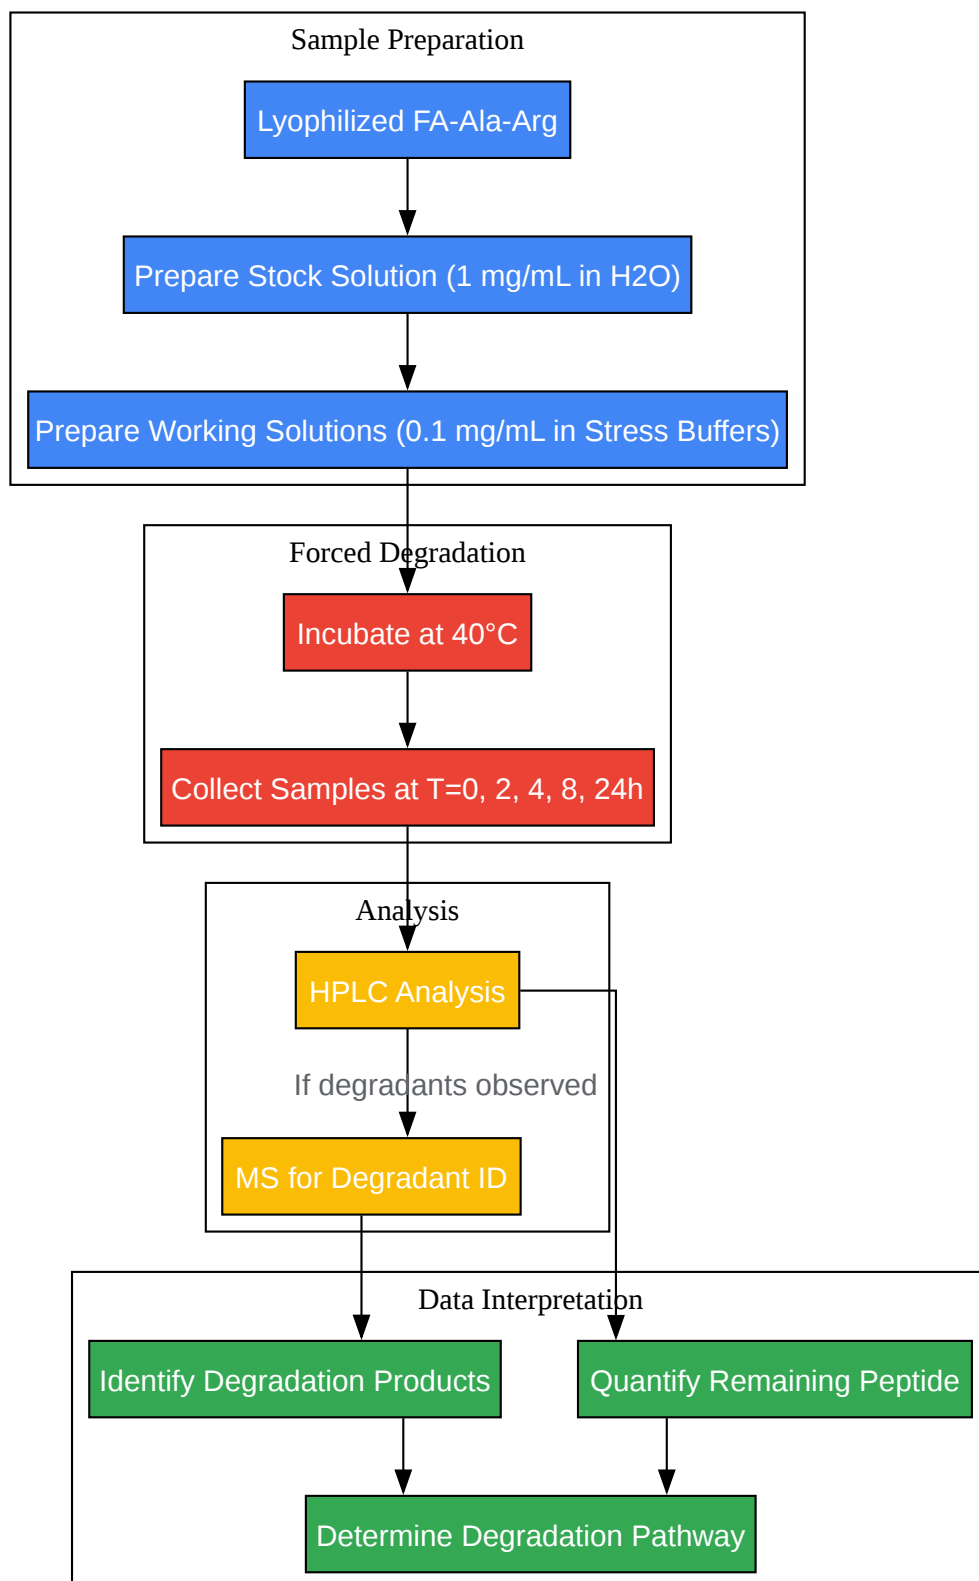 Sample Preparation
Lyophilized FA-Ala-Arg
Prepare Stock Solution (1 mg/mL in H2O)
Prepare Working Solutions (0.1 mg/mL in Stress Buffers)
Forced Degradation
Incubate at 40°C
Collect Samples at T=0, 2, 4, 8, 24h
Analysis
HPLC Analysis
If degradants observed
MS for Degradant ID
Data Interpretation
Identify Degradation Products
Quantify Remaining Peptide
Determine Degradation Pathway